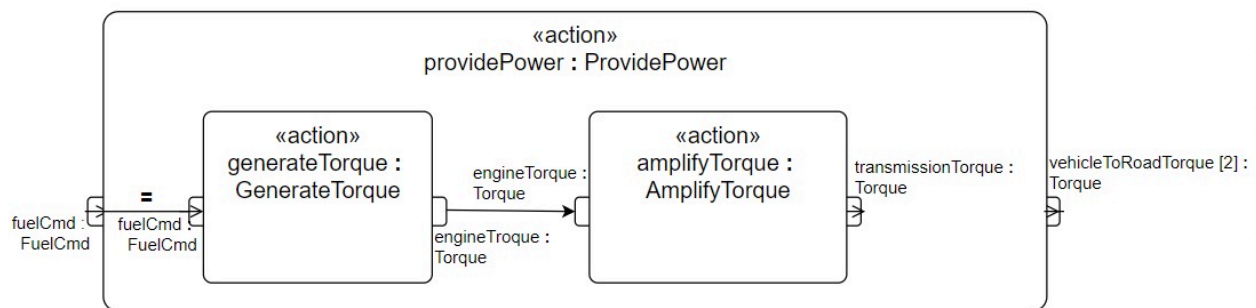 «action»
providePower : ProvidePower
«action»
generateTorque :
GenerateTorque
«action»
amplifyTorque :
AmplifyTorque
engineTorque :
Torque
transmissionTorque :
Torque
vehicleToRoadTorque [2] :
Torque
=
fuelCmd :
FuelCmd
fuelCmd :
FuelCmd
engineTroque :
Torque